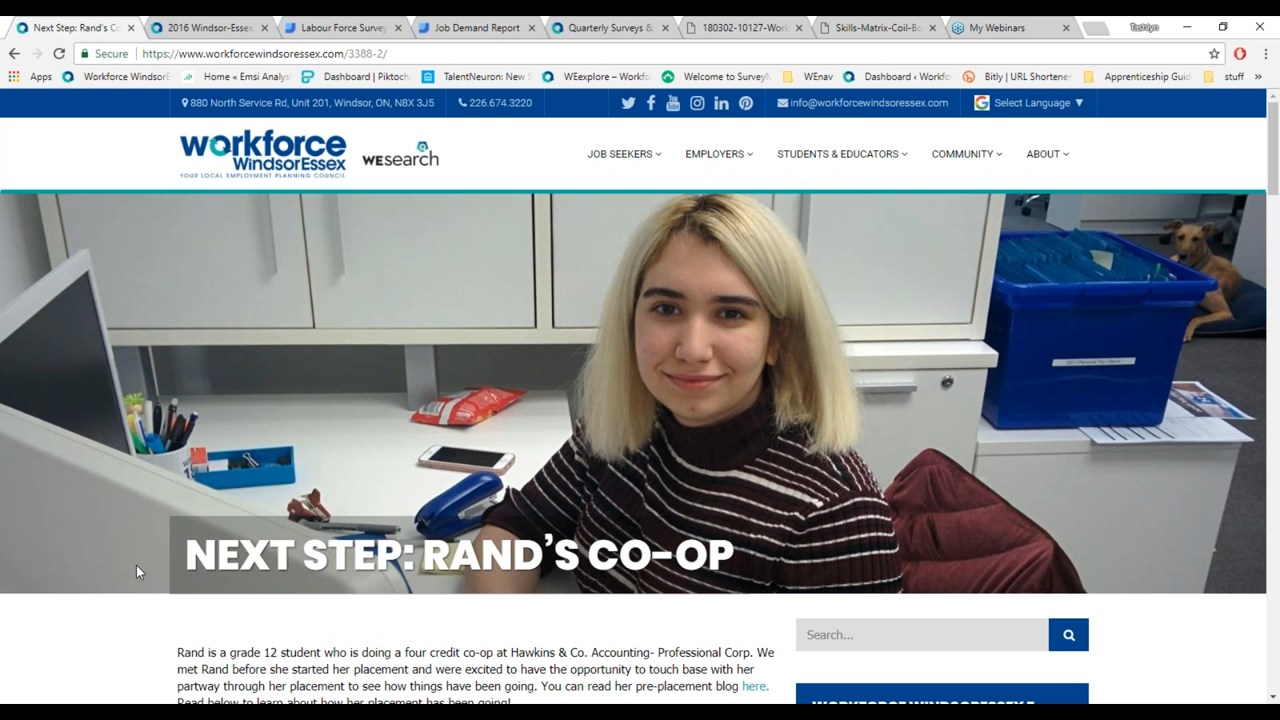 Next Step: Rand's Co
2016 Windsor-Essex
Labour Force Survey
Job Demand Report
Quarterly Surveys &
180302-10127-Work
Skills-Matrix-Coil-Bo
My Webinars
Tashlyn
Secure
https://www.workforcewindsoressex.com/3388-2/
Apps
Workforce Windsor
Home « Emsi Analys
Dashboard | Piktoch
TalentNeuron: New S
WEexplore – Workfo
Welcome to Survey
WEnav
Dashboard ‹ Workfo
Bitly | URL Shortener
Apprenticeship Guid
stuff
»
880 North Service Rd, Unit 201, Windsor, ON, N8X 3J5
226.674.3220
info@workforcewindsoressex.com
Select Language ▼
workforce
WindsorEssex
YOUR LOCAL EMPLOYMENT PLANNING COUNCIL
WEsearch
JOB SEEKERS
EMPLOYERS
STUDENTS & EDUCATORS
COMMUNITY
ABOUT
NEXT STEP: RAND'S CO-OP
Search...
Rand is a grade 12 student who is doing a four credit co-op at Hawkins & Co. Accounting- Professional Corp. We
met Rand before she started her placement and were excited to have the opportunity to touch base with her
partway through her placement to see how things have been going. You can read her pre-placement blog here.
Read below to learn about how her placement has been going!
WORKFORCE WINDSORESSEX